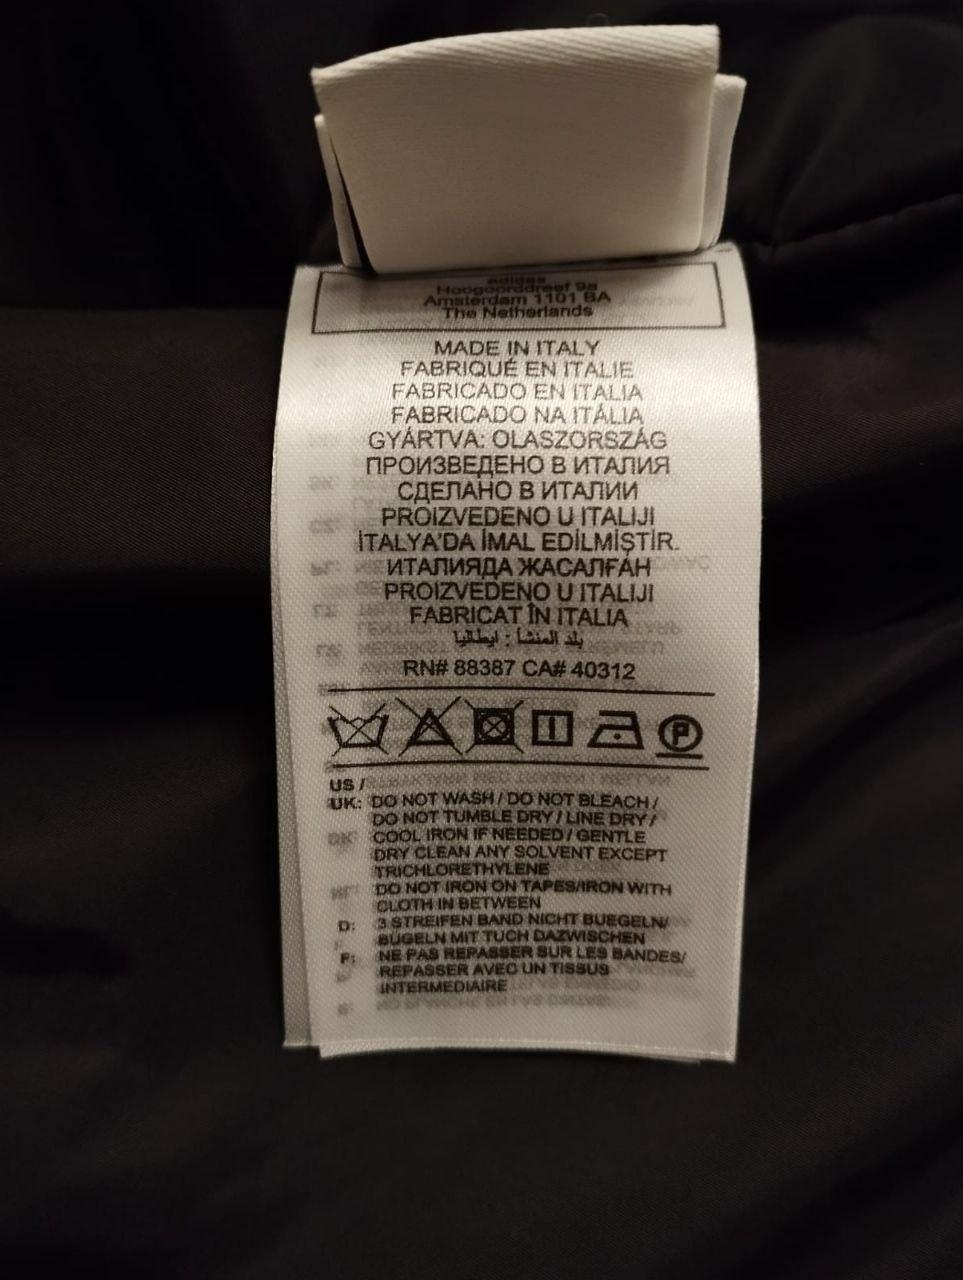 adidas
Hoogoorddreef 9a
Amsterdam 1101 BA
The Netherlands
MADE IN ITALY
FABRIQUÉ EN ITALIE
FABRICADO EN ITALIA
FABRICADO NA ITÁLIA
GYÁRTVA: OLASZORSZÁG
ПРОИЗВЕДЕНО В ИТАЛИЯ
СДЕЛАНО В ИТАЛИИ
PROIZVEDENO U ITALIJI
İTALYA'DA İMAL EDİLMİŞTİR.
ИТАЛИЯДА ЖАСАЛҒАН
PROIZVEDENO U ITALIJI
FABRICAT ÎN ITALIA
بلد المنشأ : ايطاليا
RN# 88387 CA# 40312
P
US /
UK: DO NOT WASH / DO NOT BLEACH /
DO NOT TUMBLE DRY / LINE DRY /
COOL IRON IF NEEDED / GENTLE
DRY CLEAN ANY SOLVENT EXCEPT
TRICHLORETHYLENE
DO NOT IRON ON TAPES/IRON WITH
CLOTH IN BETWEEN
D: 3 STREIFEN BAND NICHT BUEGELN/
BÜGELN MIT TUCH DAZWISCHEN
F: NE PAS REPASSER SUR LES BANDES/
REPASSER AVEC UN TISSUS
INTERMEDIAIRE